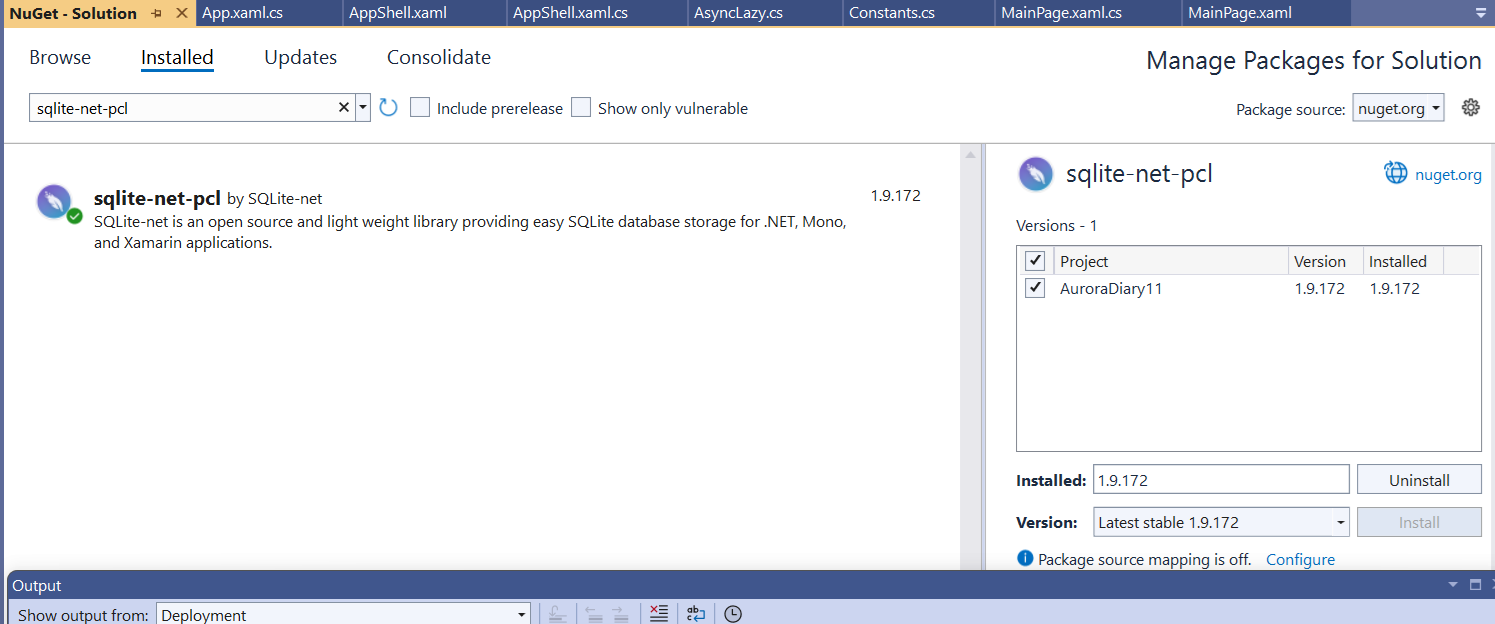 NuGet - Solution App.xaml.cs AppShell.xaml AppShell.xaml.cs AsyncLazy.cs Constants.cs MainPage.xaml.cs MainPage.xaml
Browse Installed Updates Consolidate
Manage Packages for Solution
sqlite-net-pcl Include prerelease Show only vulnerable
Package source: nuget.org
sqlite-net-pcl by SQLite-net 1.9.172
SQLite-net is an open source and light weight library providing easy SQLite database storage for .NET, Mono,
and Xamarin applications.
sqlite-net-pcl nuget.org
Versions - 1
Project Version Installed
AuroraDiary11 1.9.172 1.9.172
Installed: 1.9.172 Uninstall
Version: Latest stable 1.9.172 Install
Package source mapping is off. Configure
Output
Show output from: Deployment